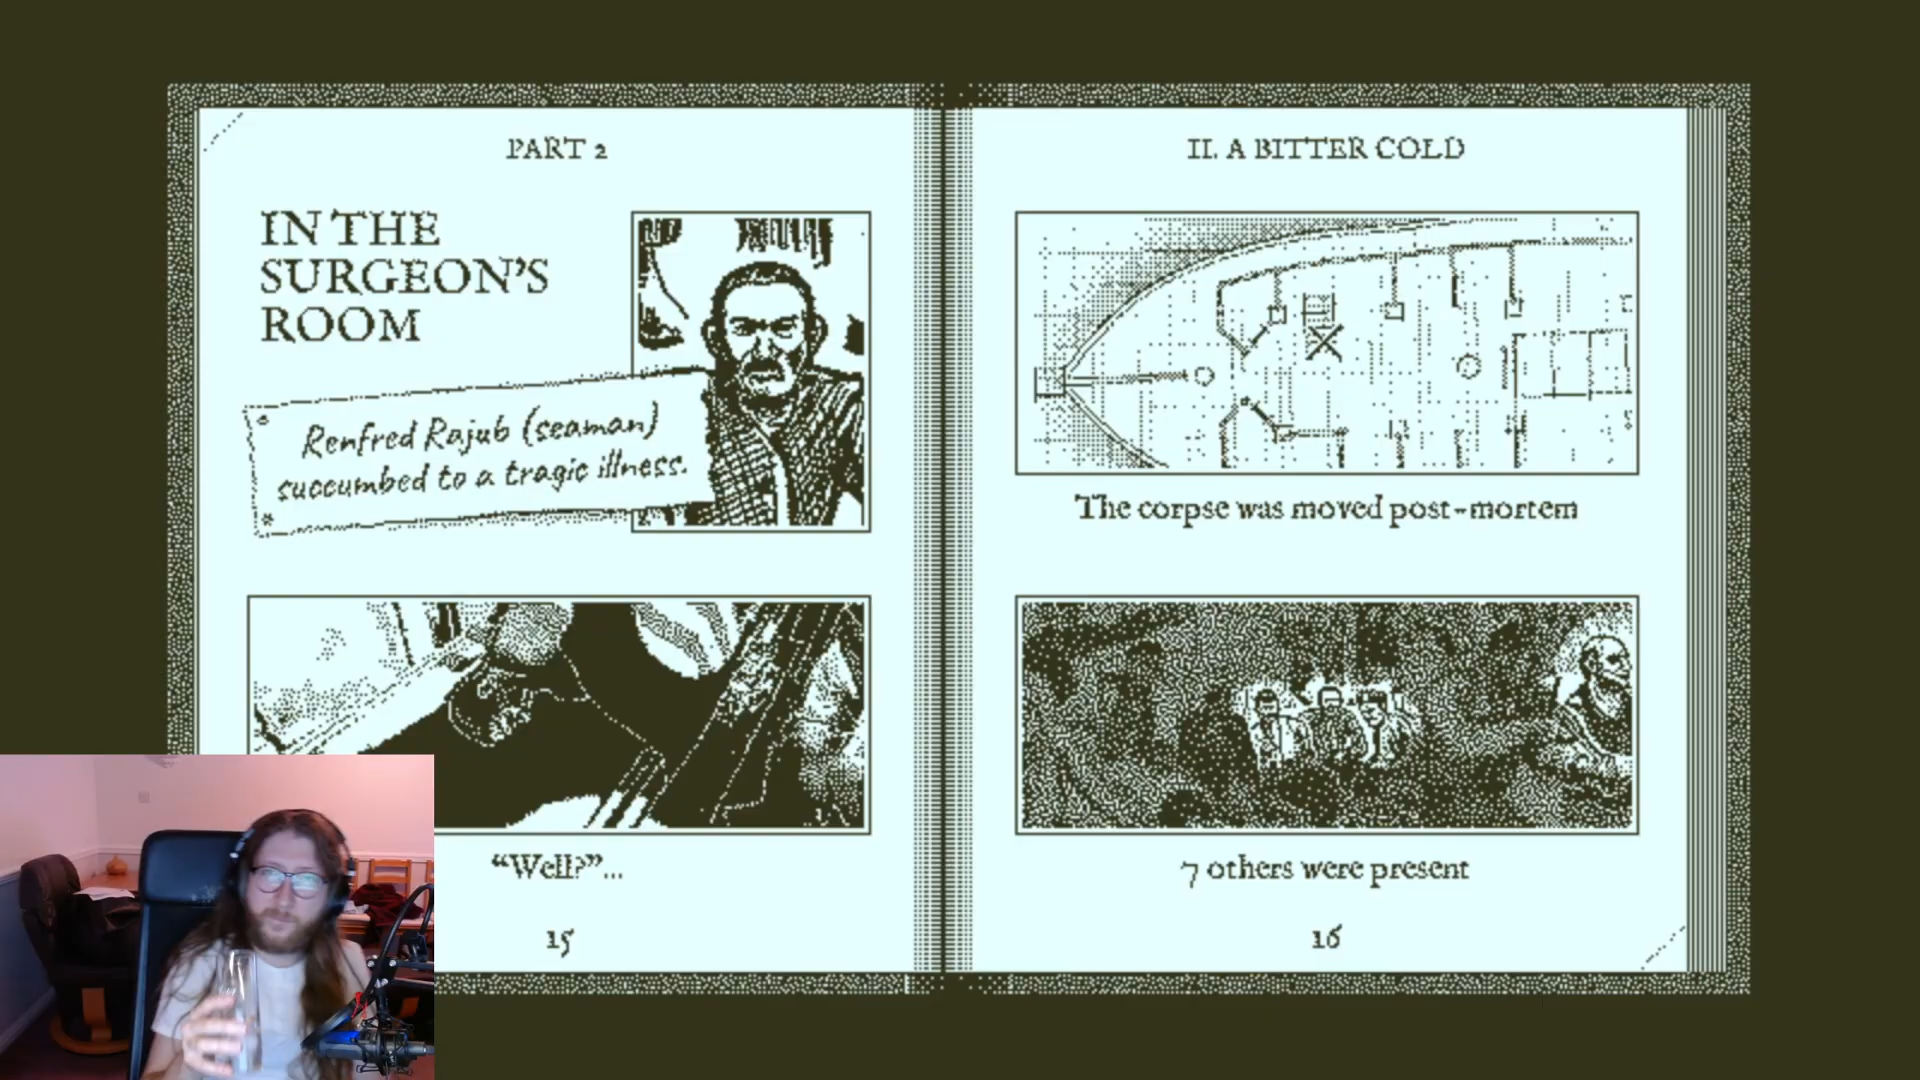 PART 2
IN THE
SURGEON'S
ROOM
Renfred Rajub (seaman)
succumbed to a tragic illness.
"Well?"...
15
II. A BITTER COLD
The corpse was moved post-mortem
7 others were present
16